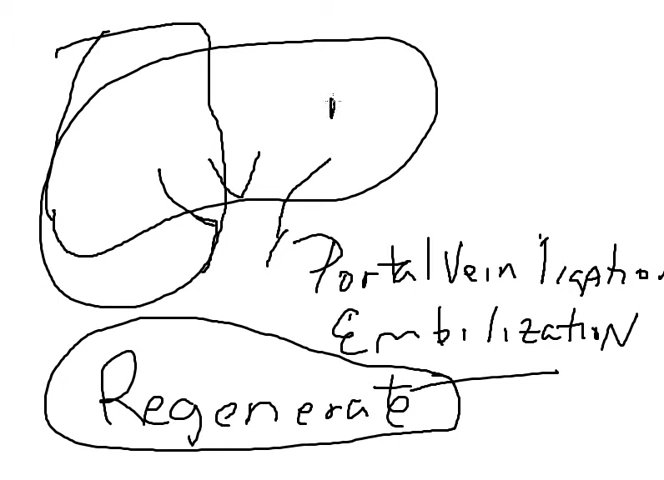 Portal Vein ligation
Embilization
Regenerate